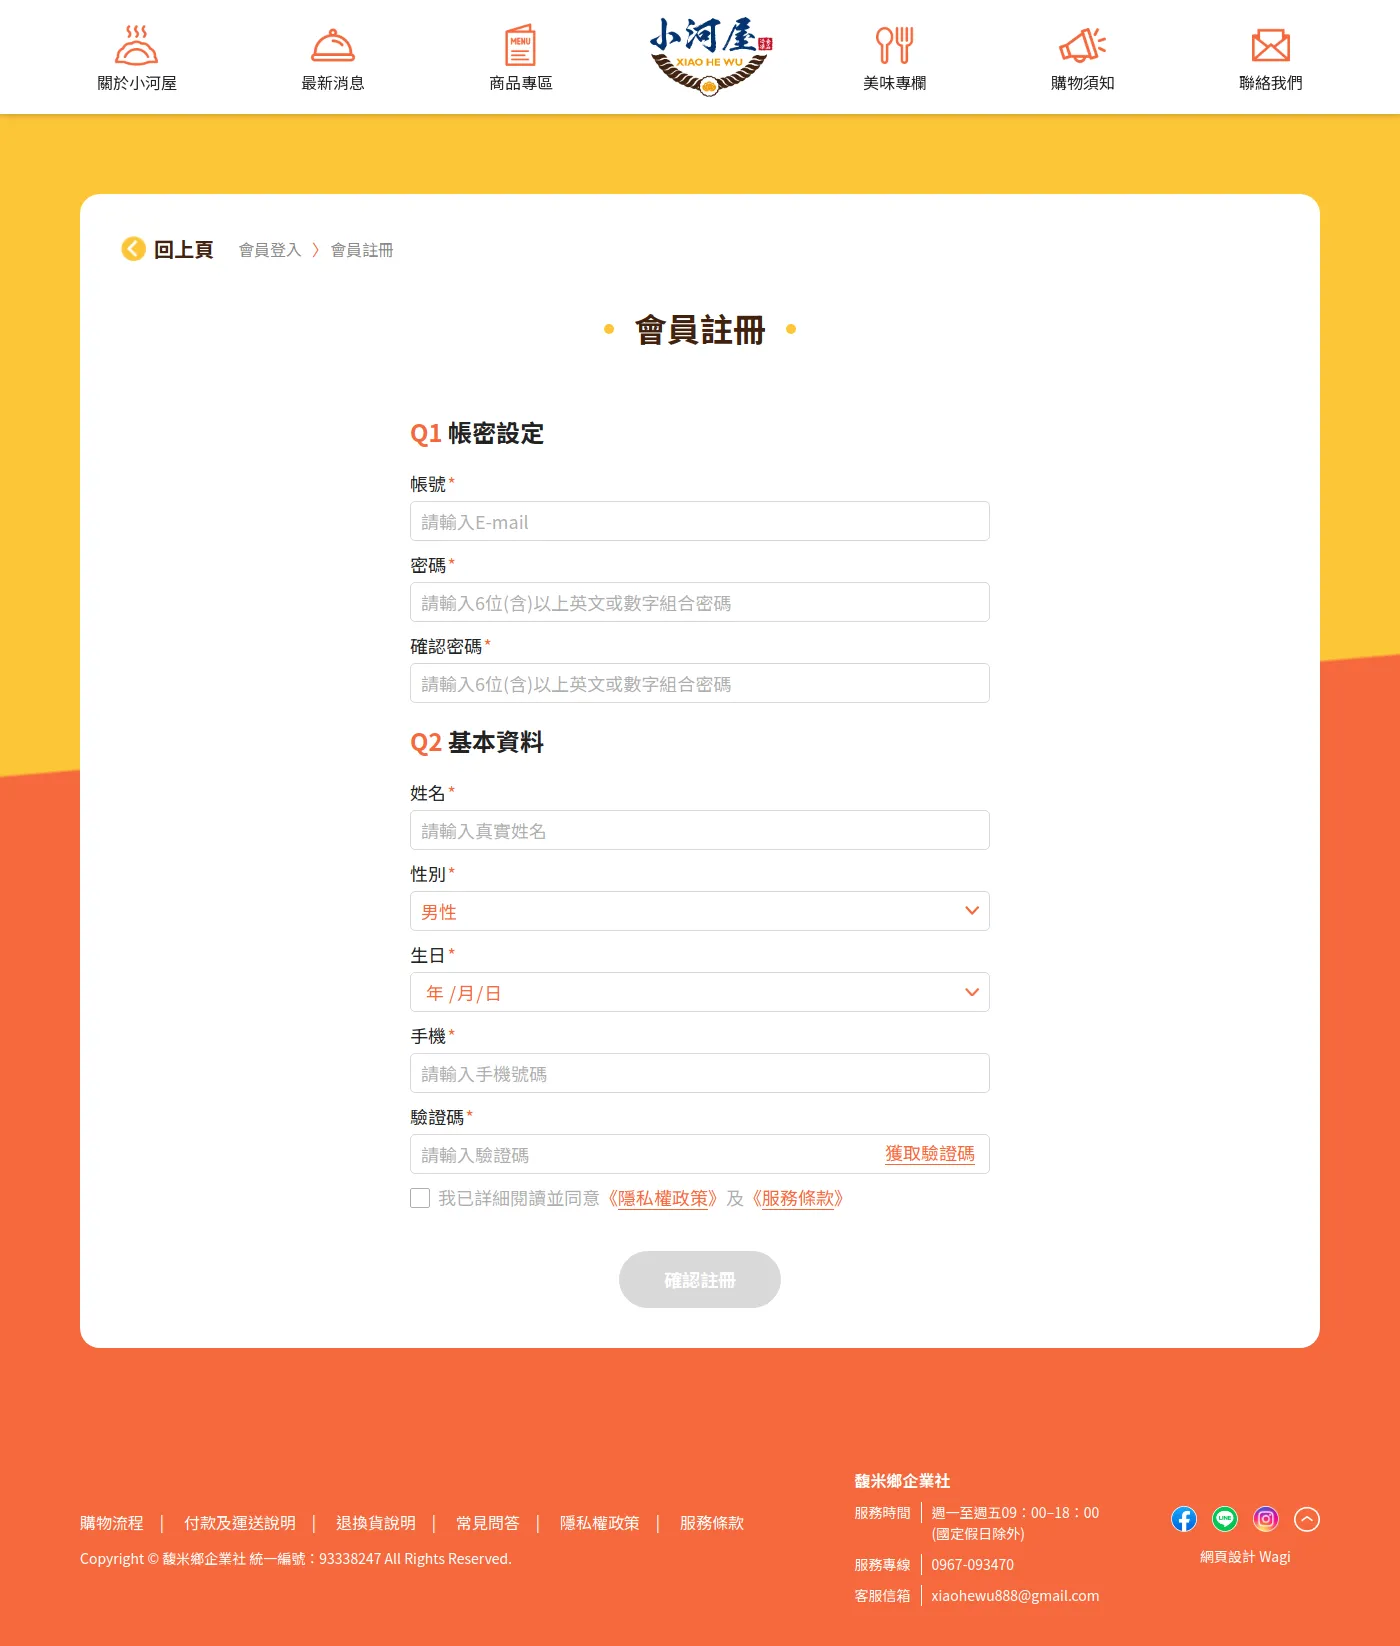 關於小河屋
最新消息
MENU
商品專區
小河屋
XIAO HE WU
美味專欄
購物須知
聯絡我們
回上頁 會員登入 〉 會員註冊
會員註冊
Q1 帳密設定
帳號*
請輸入E-mail
密碼*
請輸入6位(含)以上英文或數字組合密碼
確認密碼*
請輸入6位(含)以上英文或數字組合密碼
Q2 基本資料
姓名*
請輸入真實姓名
性別*
男性
生日*
年 /月/日
手機*
請輸入手機號碼
驗證碼*
請輸入驗證碼 獲取驗證碼
我已詳細閱讀並同意《隱私權政策》及《服務條款》
確認註冊
購物流程 | 付款及運送說明 | 退換貨說明 | 常見問答 | 隱私權政策 | 服務條款
Copyright © 馥米鄉企業社 統一編號：93338247 All Rights Reserved.
馥米鄉企業社
服務時間 週一至週五09：00–18：00
(國定假日除外)
服務專線 0967-093470
客服信箱 xiaohewu888@gmail.com
LINE
網頁設計 Wagi